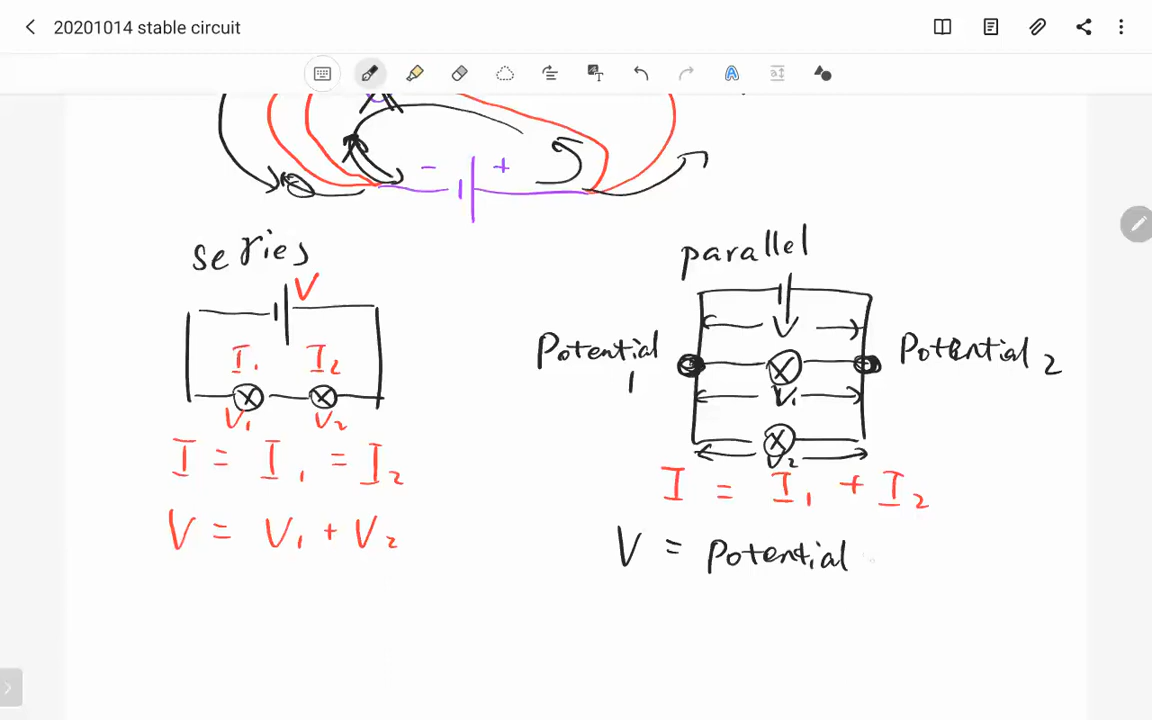 20201014 stable circuit
- +
series
V
I₁ I₂
V₁ V₂
I = I₁ = I₂
V = V₁ + V₂
parallel
V
Potential 1
Potential 2
V₁
V₂
I = I₁ + I₂
V = Potential